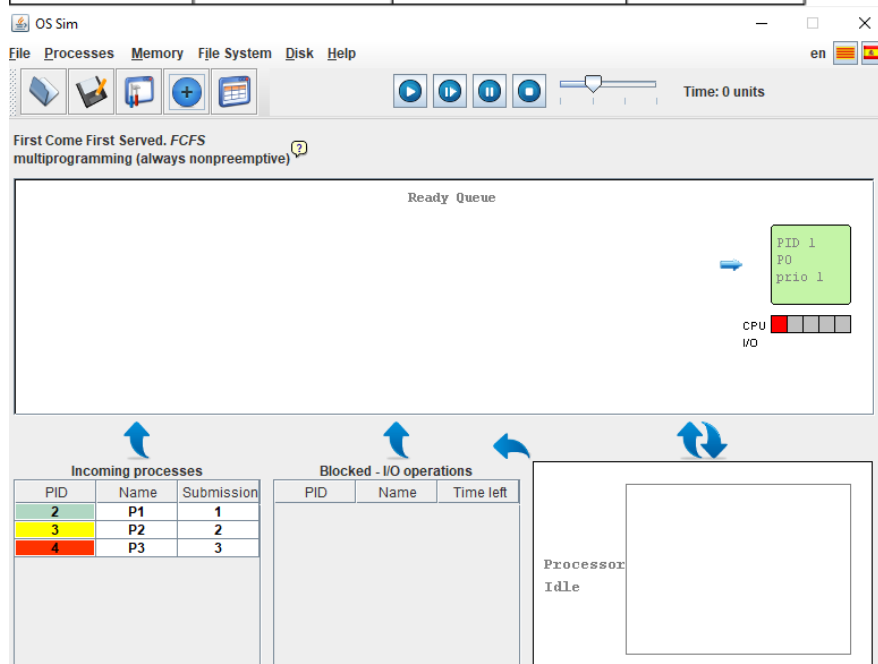 OS Sim
File Processes Memory File System Disk Help en
Time: 0 units
First Come First Served. FCFS
multiprogramming (always nonpreemptive) ?
Ready Queue
PID 1
PO
prio 1
CPU
I/O
Incoming processes
PID Name Submission
2 P1 1
3 P2 2
4 P3 3
Blocked - I/O operations
PID Name Time left
Processor
Idle